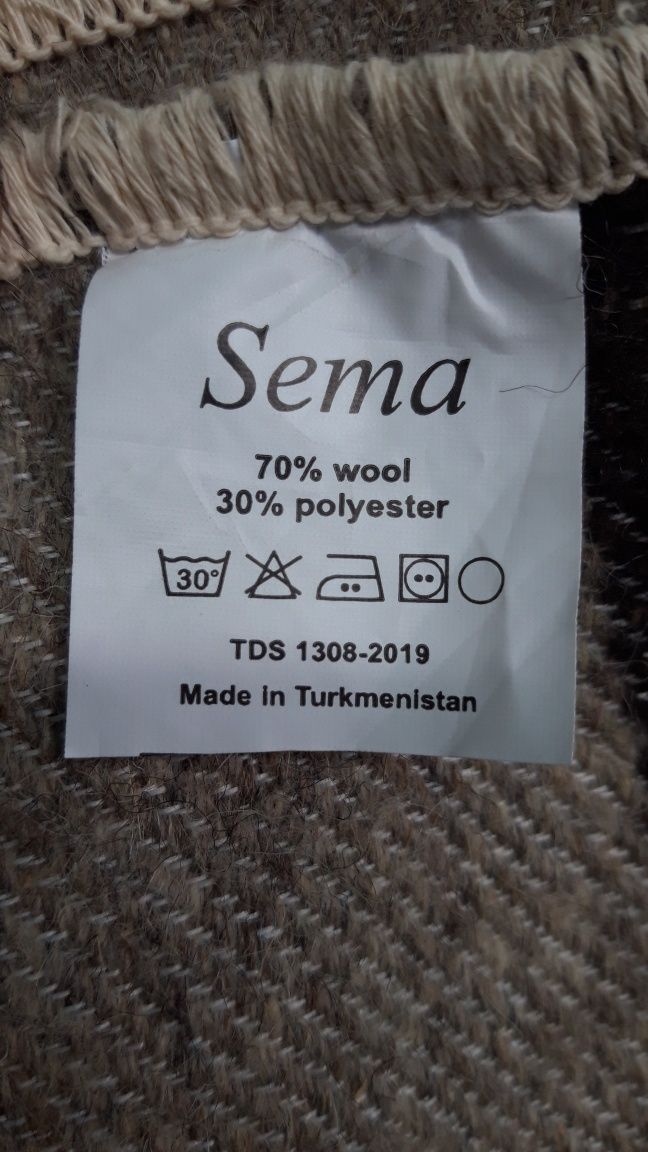 Sema
70% wool
30% polyester
30°
TDS 1308-2019
Made in Turkmenistan